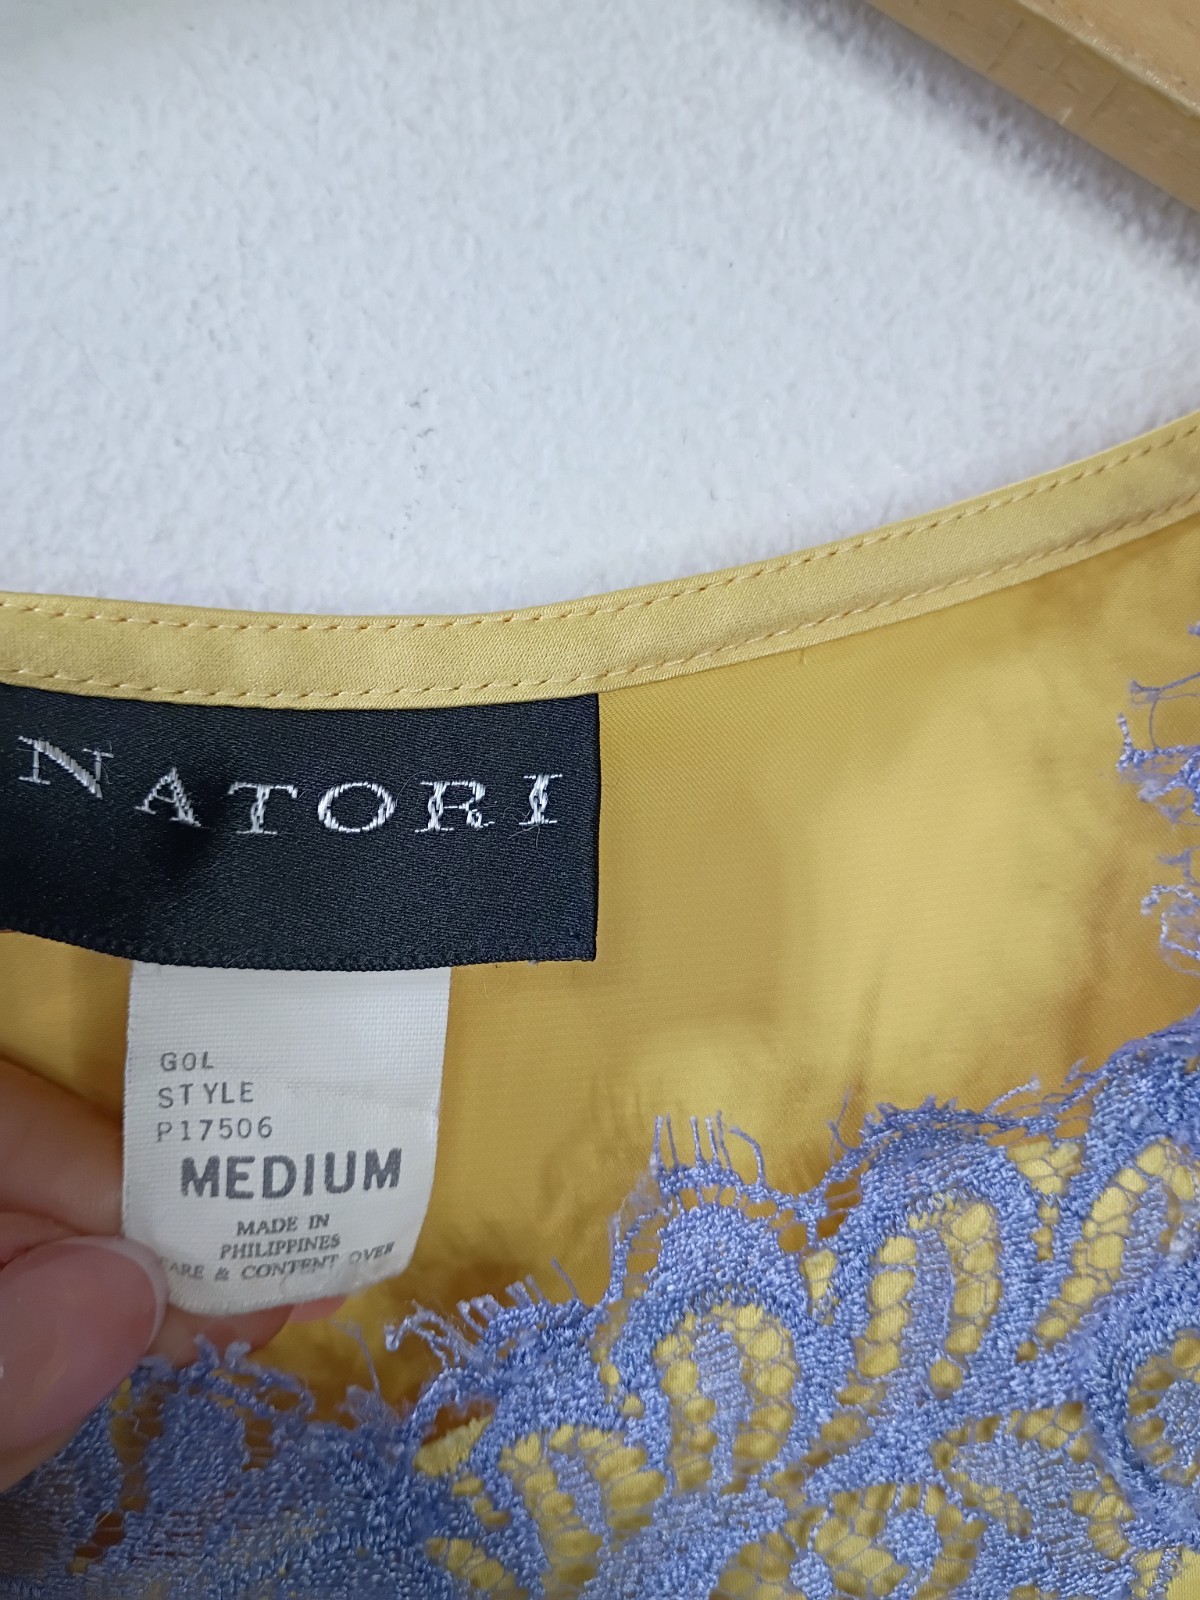 NATORI
GOL
STYLE
P17506
MEDIUM
MADE IN
PHILIPPINES
CARE & CONTENT OVER